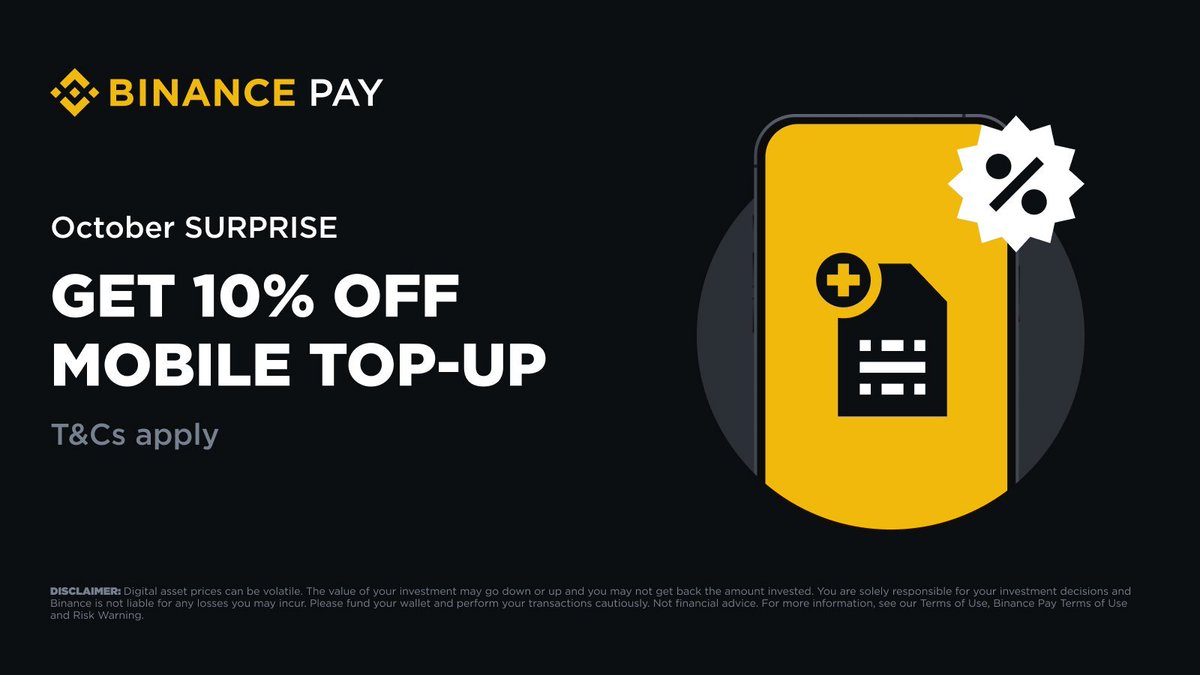 BINANCE PAY
October SURPRISE
GET 10% OFF
MOBILE TOP-UP
T&Cs apply
DISCLAIMER: Digital asset prices can be volatile. The value of your investment may go down or up and you may not get back the amount invested. You are solely responsible for your investment decisions and
Binance is not liable for any losses you may incur. Please fund your wallet and perform your transactions cautiously. Not financial advice. For more information, see our Terms of Use, Binance Pay Terms of Use
and Risk Warning.
%